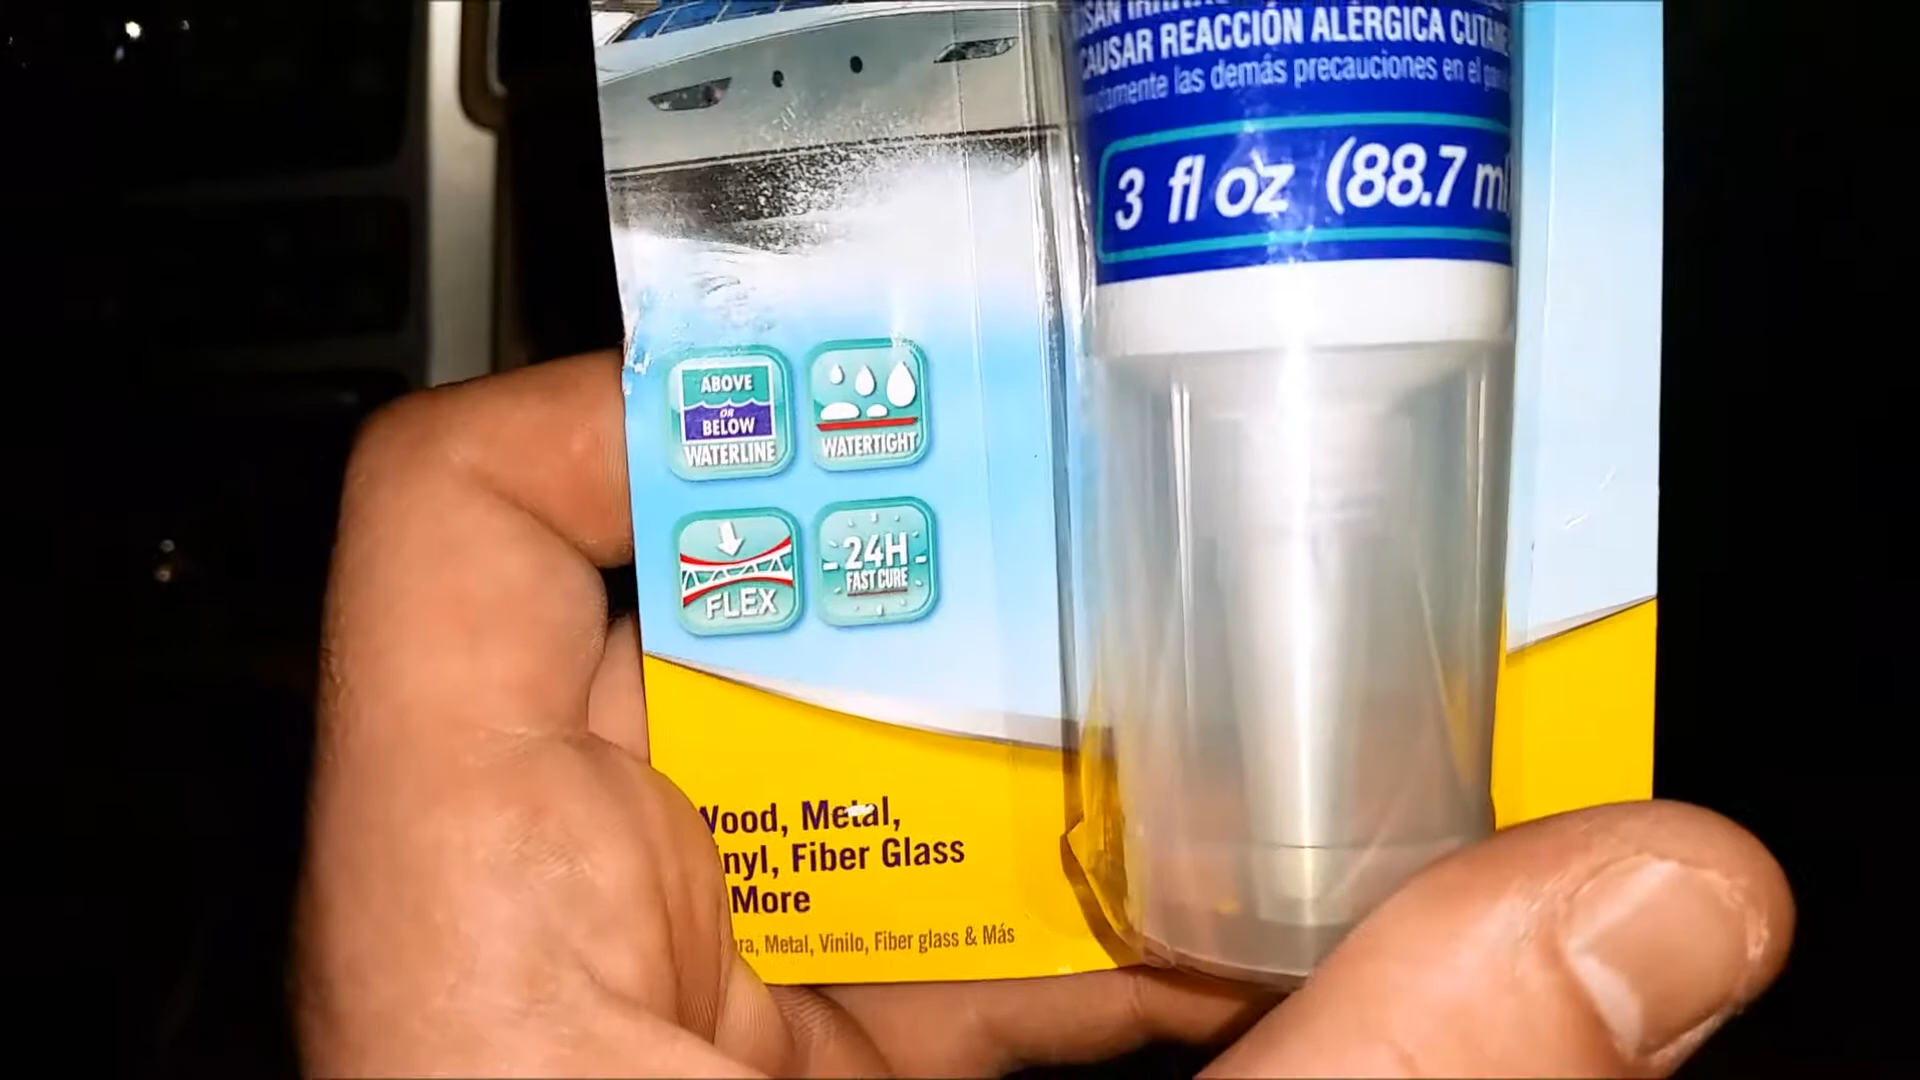 CAUSAR REACCIÓN ALÉRGICA
las demás precauciones en el
3 fl oz (88.7 ml
ABOVE
OR
BELOW
WATERLINE
WATERTIGHT
FLEX
24H
FAST CURE
Wood, Metal,
Fiber Glass
More
Metal, Vinilo, Fiber glass & Más